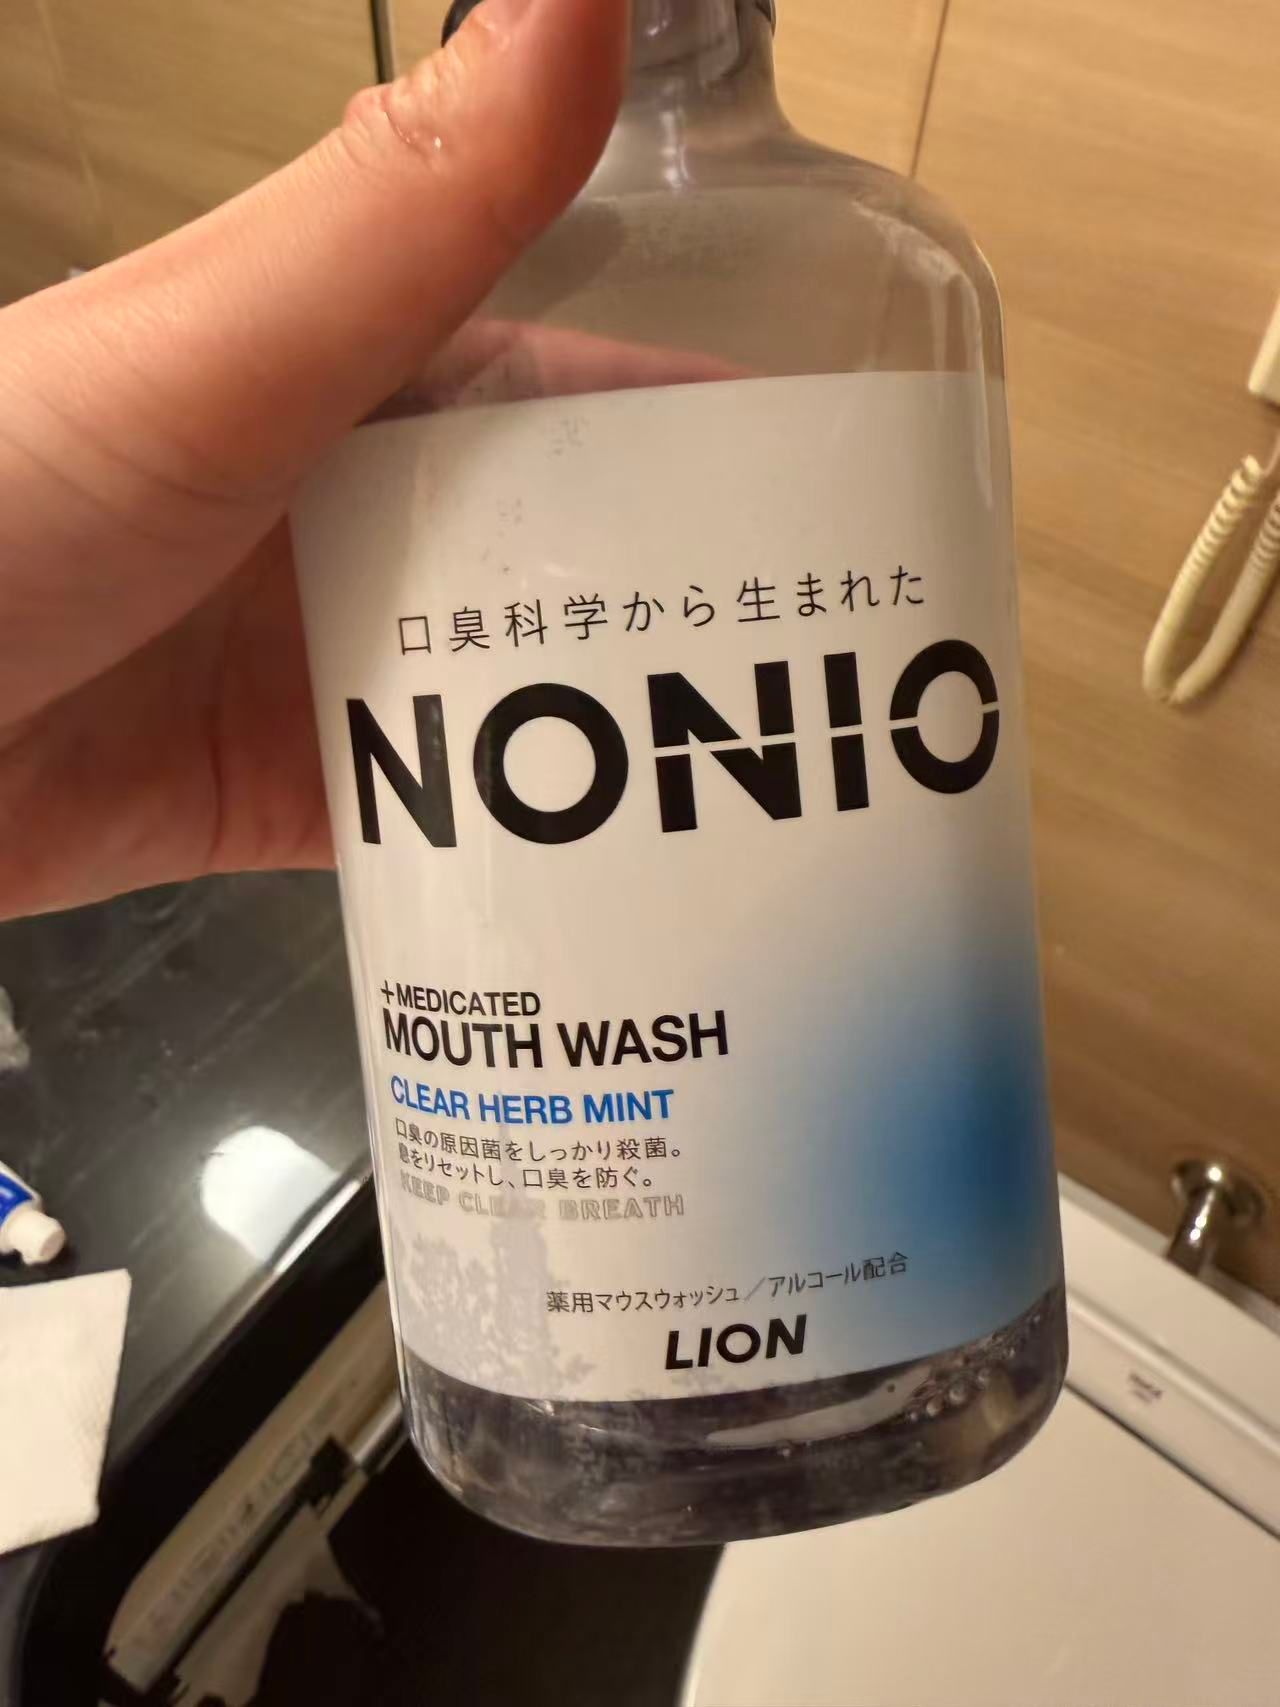 口臭科学から生まれた
NONIO
+MEDICATED
MOUTH WASH
CLEAR HERB MINT
口臭の原因菌をしっかり殺菌。
息をリセットし、口臭を防ぐ。
KEEP CLEAR BREATH
薬用マウスウォッシュ/アルコール配合
LION